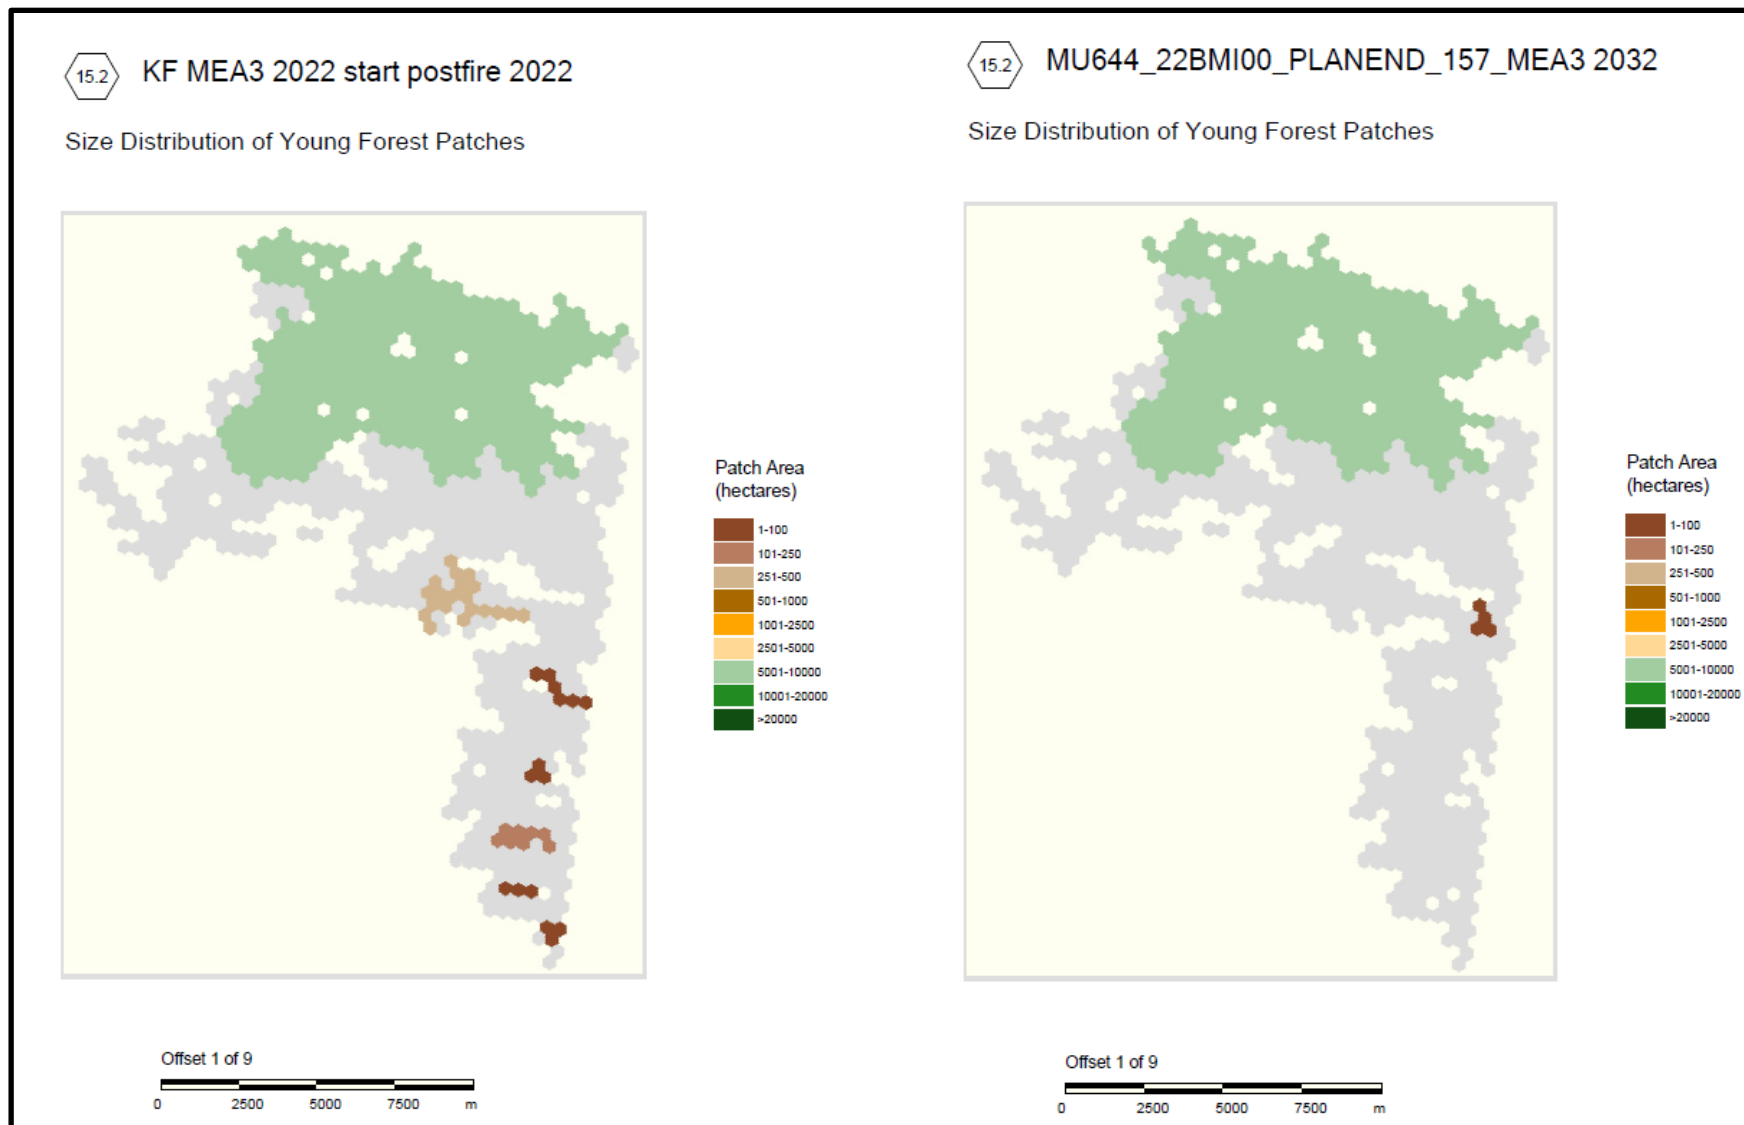 15.2 KF MEA3 2022 start postfire 2022
Size Distribution of Young Forest Patches
Patch Area
(hectares)
1-100
101-250
251-500
501-1000
1001-2500
2501-5000
5001-10000
10001-20000
>20000
Offset 1 of 9
0 2500 5000 7500 m
15.2 MU644_22BMI00_PLANEND_157_MEA3 2032
Size Distribution of Young Forest Patches
Patch Area
(hectares)
1-100
101-250
251-500
501-1000
1001-2500
2501-5000
5001-10000
10001-20000
>20000
Offset 1 of 9
0 2500 5000 7500 m